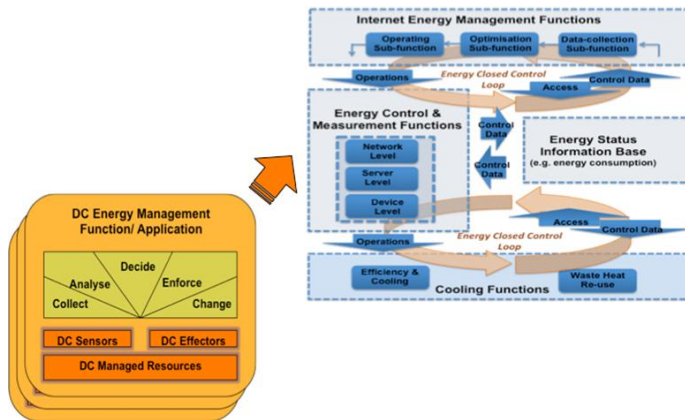 Internet Energy Management Functions
Operating
Sub-function
Optimisation
Sub-function
Data-collection
Sub-function
Operations
Energy Closed Control
Loop
Access
Control Data
Energy Control &
Measurement Functions
Network
Level
Server
Level
Device
Level
Control
Data
Control
Data
Energy Status
Information Base
(e.g. energy consumption)
Operations
Energy Closed Control
Loop
Access
Control Data
Efficiency &
Cooling
Waste Heat
Re-use
Cooling Functions
DC Energy Management
Function/ Application
Collect
Analyse
Decide
Enforce
Change
DC Sensors
DC Effectors
DC Managed Resources